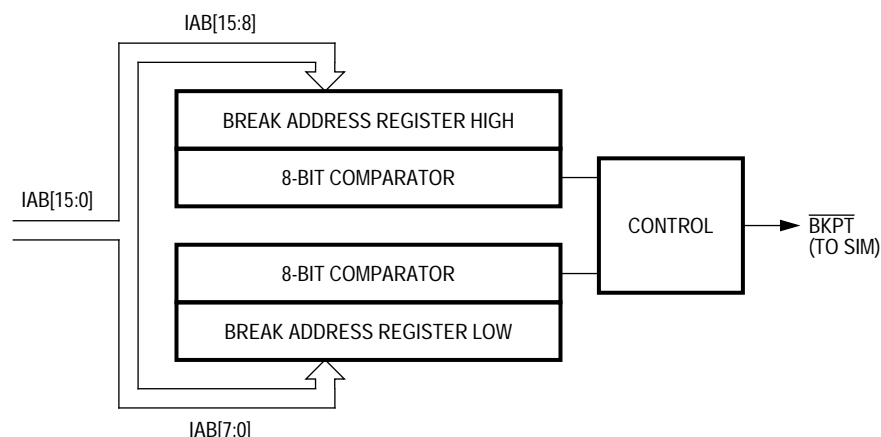 IAB[15:8]
BREAK ADDRESS REGISTER HIGH
8-BIT COMPARATOR
IAB[15:0]
CONTROL
BKPT
(TO SIM)
8-BIT COMPARATOR
BREAK ADDRESS REGISTER LOW
IAB[7:0]